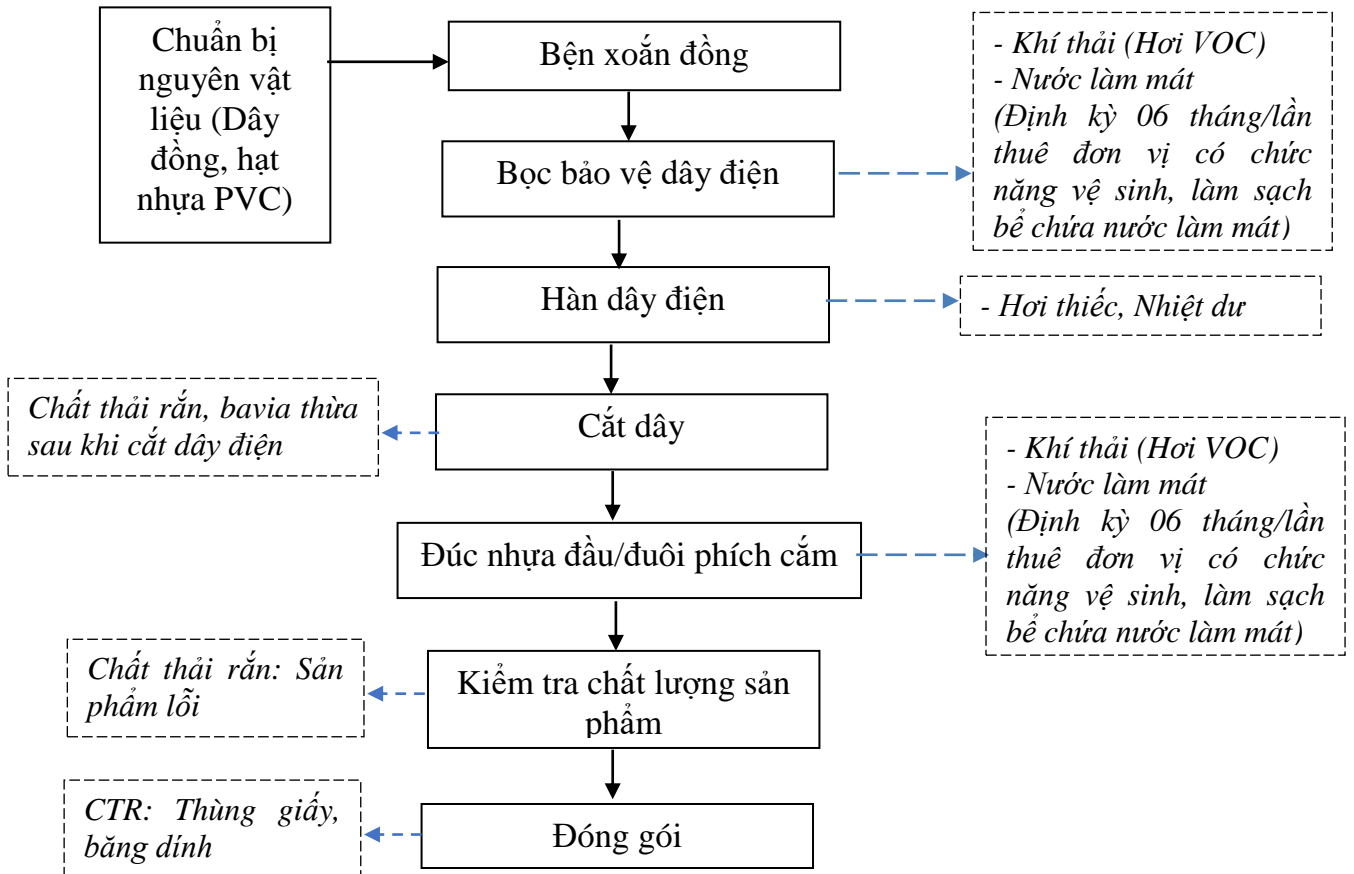 Chuẩn bị
nguyên vật
liệu (Dây
đồng, hạt
nhựa PVC)
Bện xoắn đồng
Bọc bảo vệ dây điện
- Khí thải (Hơi VOC)
- Nước làm mát
(Định kỳ 06 tháng/lần
thuê đơn vị có chức
năng vệ sinh, làm sạch
bể chứa nước làm mát)
Hàn dây điện
- Hơi thiếc, Nhiệt dư
Cắt dây
Chất thải rắn, bavia thừa
sau khi cắt dây điện
Đúc nhựa đầu/đuôi phích cắm
- Khí thải (Hơi VOC)
- Nước làm mát
(Định kỳ 06 tháng/lần
thuê đơn vị có chức
năng vệ sinh, làm sạch
bể chứa nước làm mát)
Kiểm tra chất lượng sản
phẩm
Chất thải rắn: Sản
phẩm lỗi
Đóng gói
CTR: Thùng giấy,
băng dính